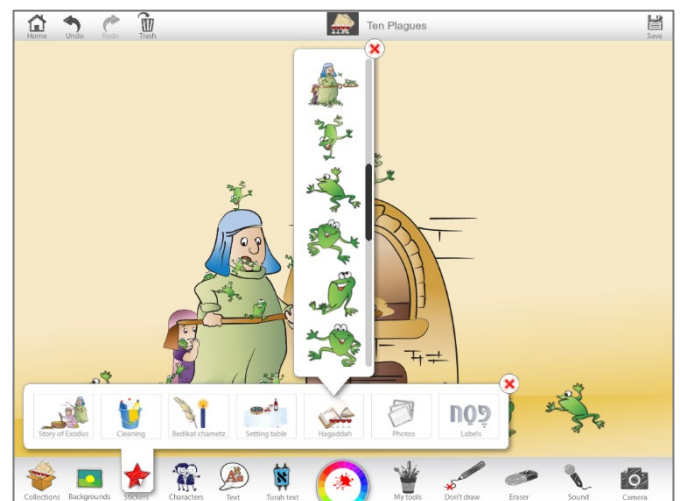 Ten Plagues
Home Undo Redo Trash Save
Story of Exodus Cleaning Bedikat chametz Setting table Hagaddah Photos פסח Labels
Collections Backgrounds Stickers Characters Text Torah text My tools Don't draw Eraser Sound Camera